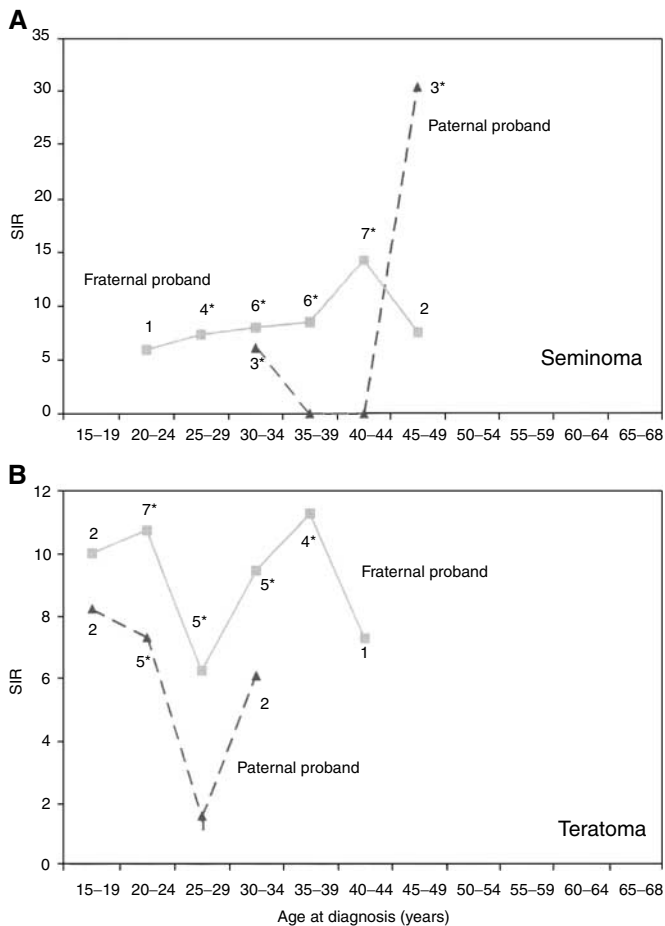 A
35
30
25
20
15
10
5
0
SIR
3*
Paternal proband
7*
Fraternal proband
1
4*
6*
6*
2
3*
Seminoma
15–19 20–24 25–29 30–34 35–39 40–44 45–49 50–54 55–59 60–64 65–68
B
12
10
8
6
4
2
0
SIR
2
7*
4*
5*
Fraternal proband
5*
2
5*
1
2
Paternal proband
Teratoma
15–19 20–24 25–29 30–34 35–39 40–44 45–49 50–54 55–59 60–64 65–68
Age at diagnosis (years)